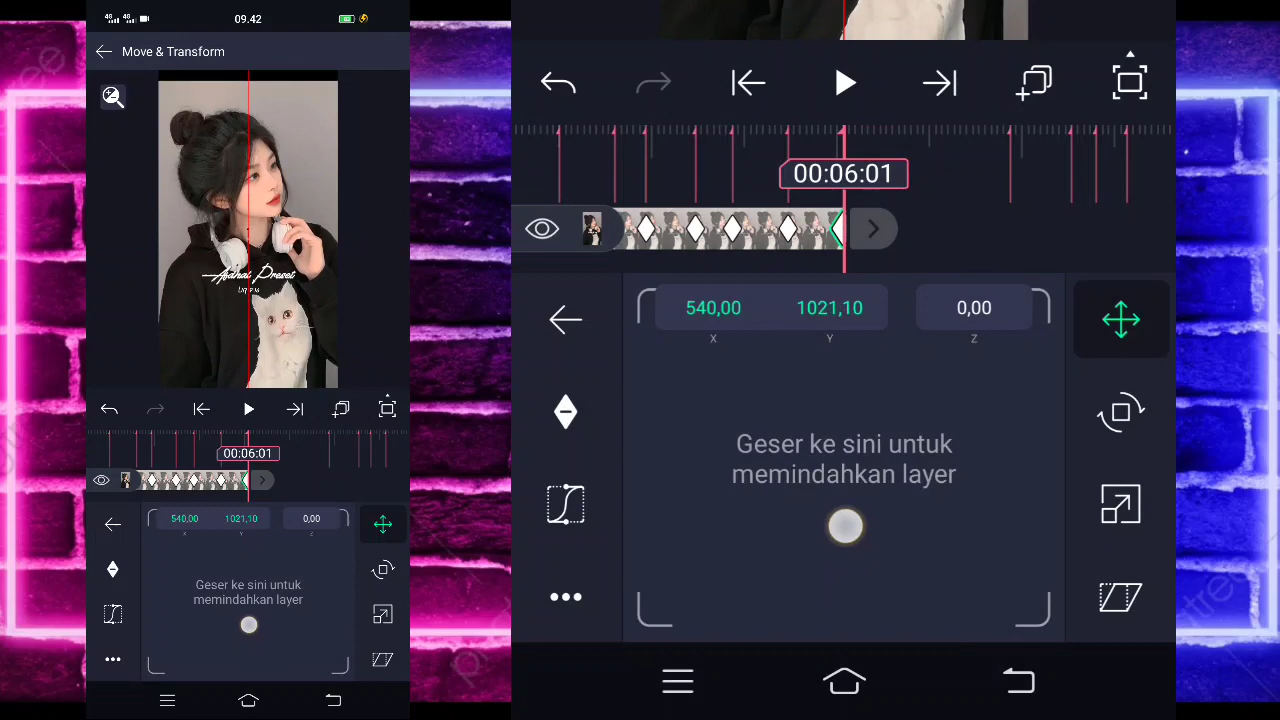 09.42
Move & Transform
Asahai Preset
00:06:01
540,00 1021,10 0,00
X Y Z
Geser ke sini untuk
memindahkan layer
00:06:01
540,00 1021,10 0,00
X Y Z
Geser ke sini untuk
memindahkan layer